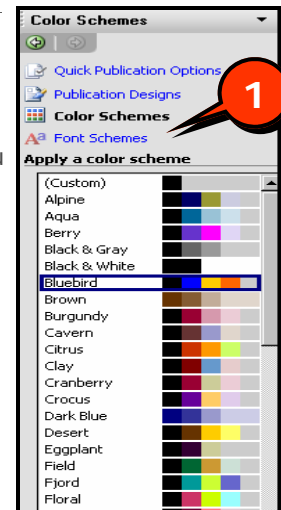 Color Schemes
Quick Publication Options
Publication Designs
1
Color Schemes
Font Schemes
Apply a color scheme
(Custom)
Alpine
Aqua
Berry
Black & Gray
Black & White
Bluebird
Brown
Burgundy
Cavern
Citrus
Clay
Cranberry
Crocus
Dark Blue
Desert
Eggplant
Field
Fjord
Floral